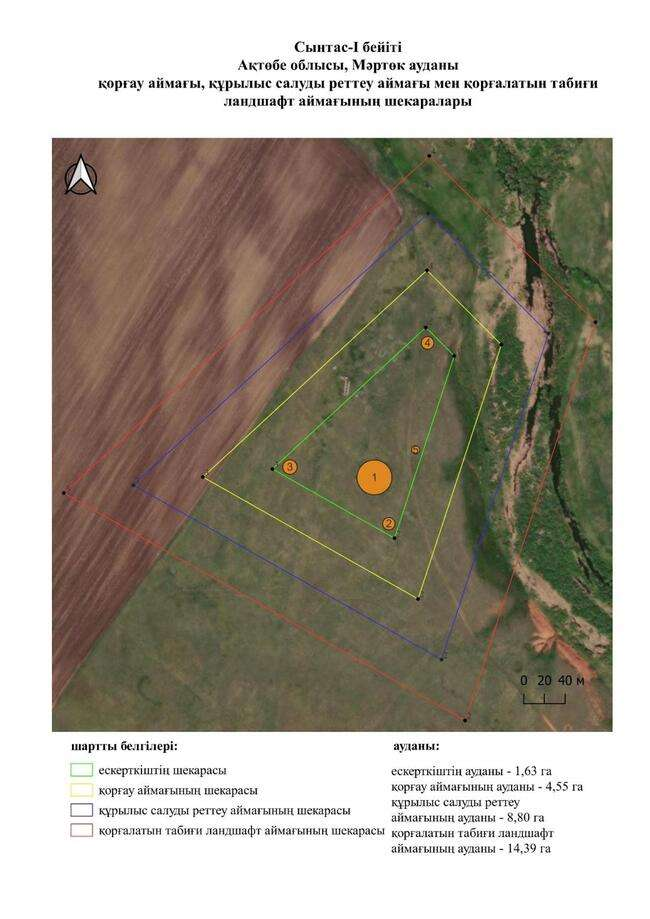 Сынтас-I бейіті
Ақтөбе облысы, Мәртөк ауданы
қорғау аймағы, құрылыс салуды реттеу аймағы мен қорғалатын табиғи
ландшафт аймағының шекаралары
4
3
5
1
2
0 20 40 м
шартты белгілері:
ескерткіштің шекарасы
қорғау аймағының шекарасы
құрылыс салуды реттеу аймағының шекарасы
қорғалатын табиғи ландшафт аймағының шекарасы
ауданы:
ескерткіштің ауданы - 1,63 га
қорғау аймағының ауданы - 4,55 га
құрылыс салуды реттеу
аймағының ауданы - 8,80 га
қорғалатын табиғи ландшафт
аймағының ауданы - 14,39 га